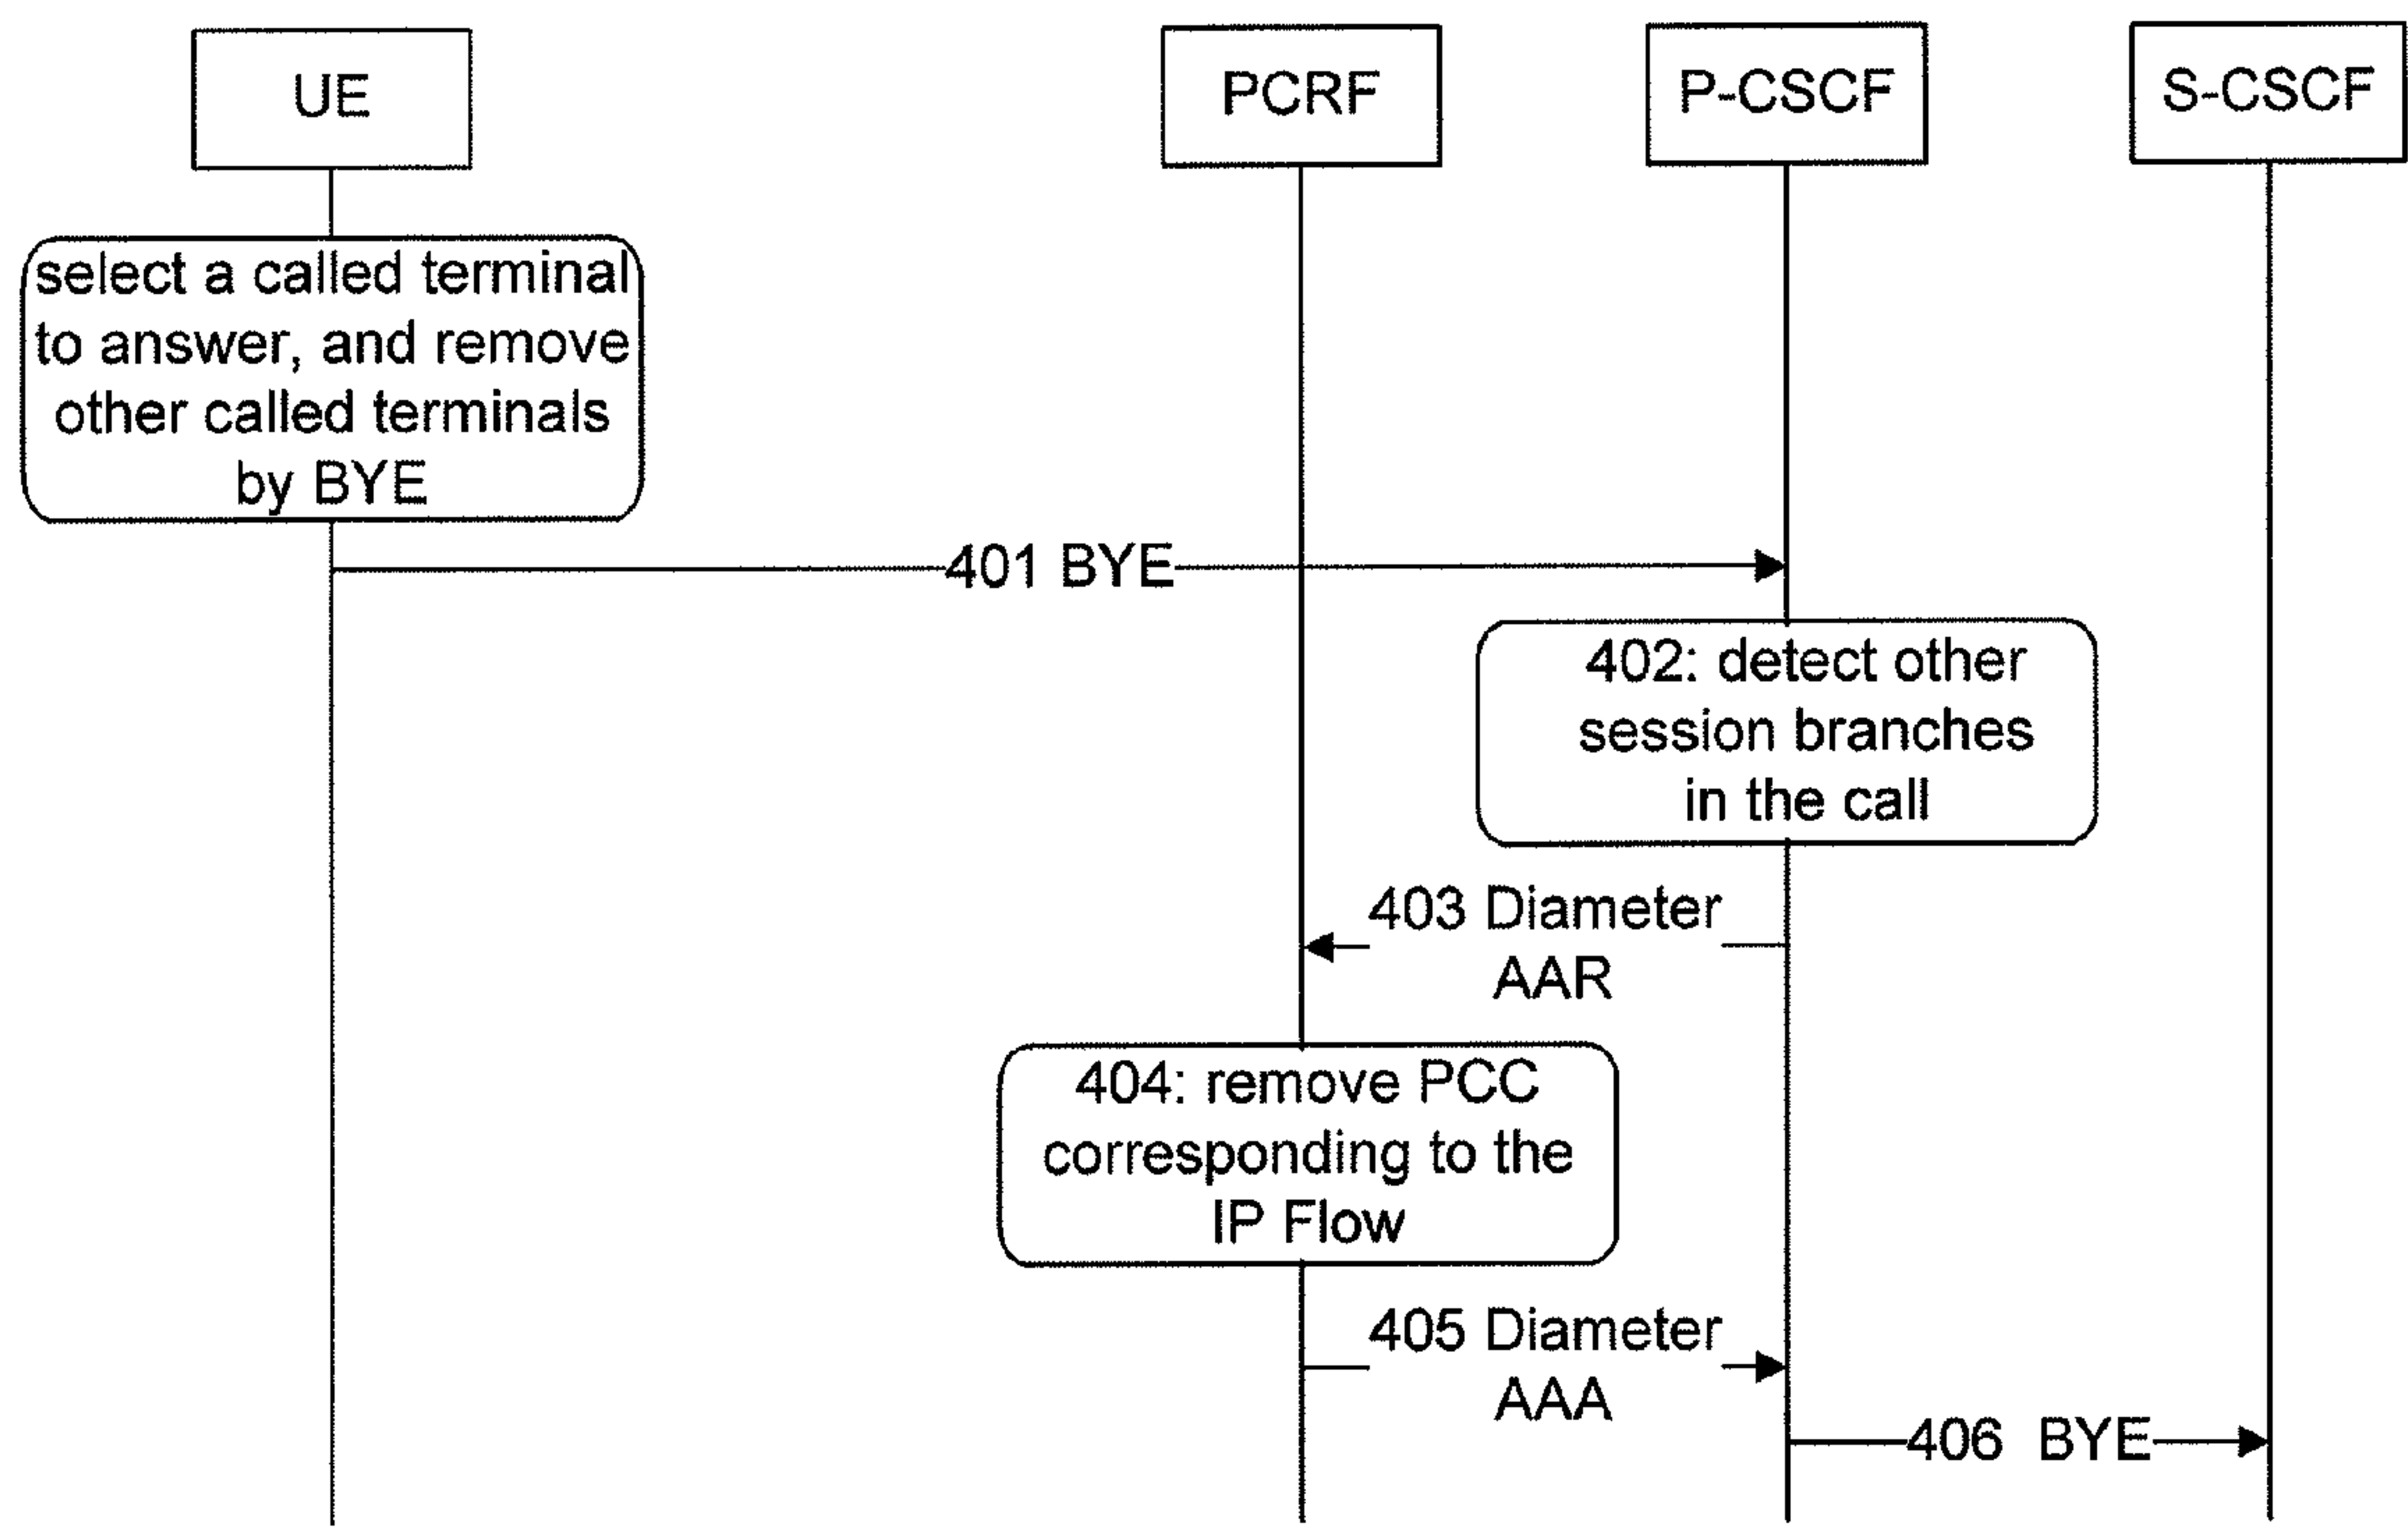 UE
PCRF
P-CSCF
S-CSCF
select a called terminal
to answer, and remove
other called terminals
by BYE
401 BYE
402: detect other
session branches
in the call
403 Diameter
AAR
404: remove PCC
corresponding to the
IP Flow
405 Diameter
AAA
406 BYE